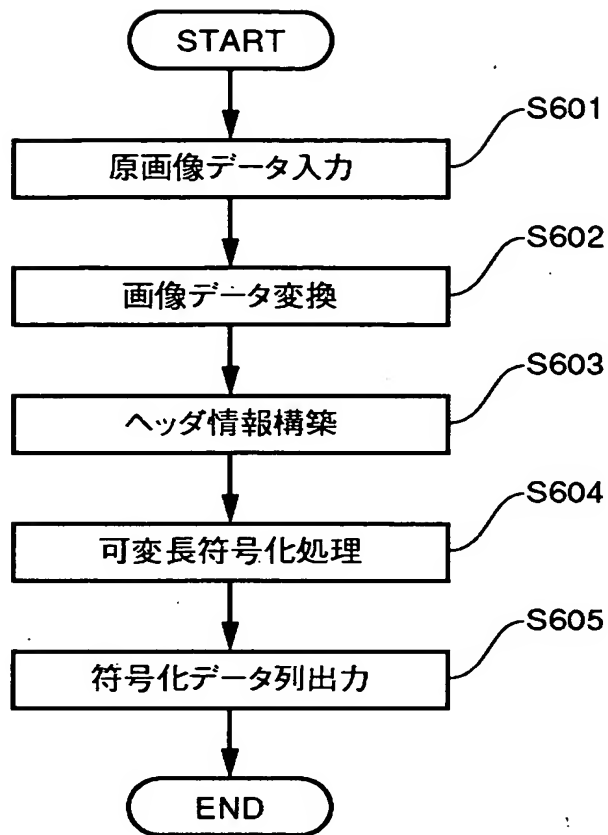 START
S601
原画像データ入力
S602
画像データ変換
S603
ヘッダ情報構築
S604
可変長符号化処理
S605
符号化データ列出力
END